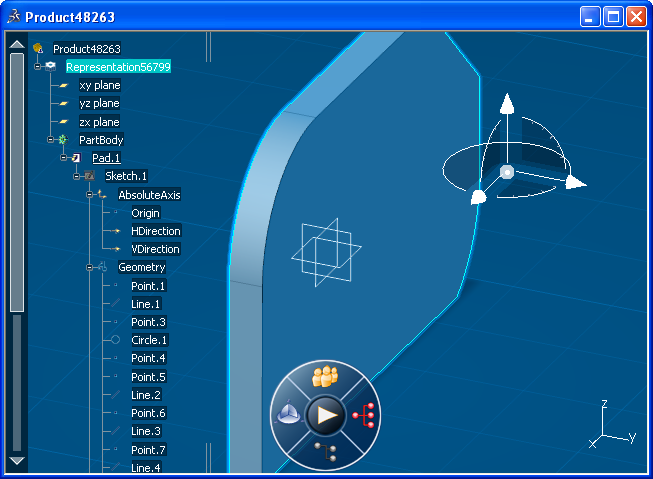 Product48263
Product48263
Representation56799
xy plane
yz plane
zx plane
PartBody
Pad.1
Sketch.1
AbsoluteAxis
Origin
HDirection
VDirection
Geometry
Point.1
Line.1
Point.3
Circle.1
Point.4
Point.5
Line.2
Point.6
Line.3
Point.7
Line.4
z
x
y